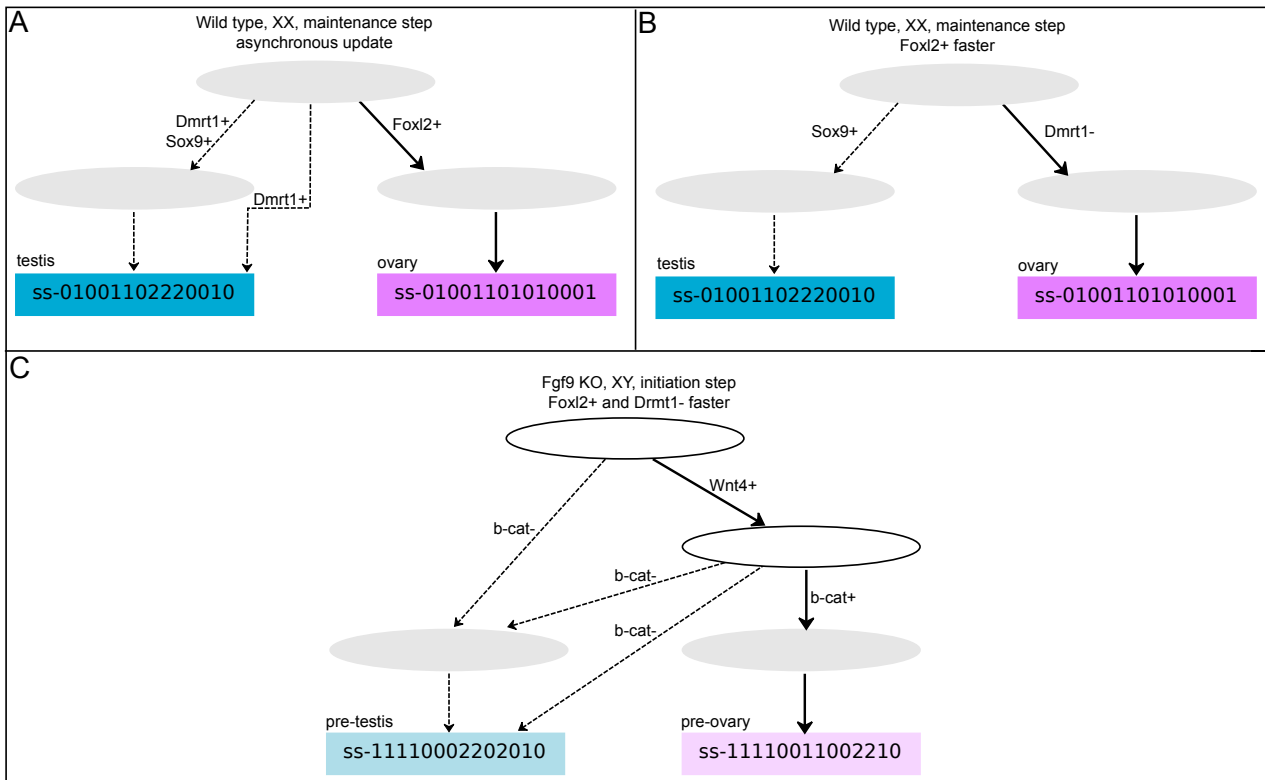 A
Wild type, XX, maintenance step
asynchronous update
Dmrt1+
Sox9+
Foxl2+
Dmrt1+
testis
ss-01001102220010
ovary
ss-01001101010001
B
Wild type, XX, maintenance step
Foxl2+ faster
Sox9+
Dmrt1-
testis
ss-01001102220010
ovary
ss-01001101010001
C
Fgf9 KO, XY, initiation step
Foxl2+ and Drmt1- faster
Wnt4+
b-cat-
b-cat-
b-cat+
b-cat-
pre-testis
ss-11110002202010
pre-ovary
ss-11110011002210